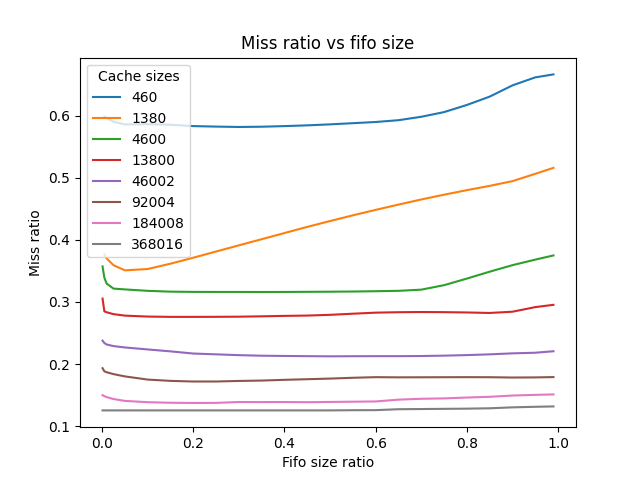 Miss ratio vs fifo size
Cache sizes
460
1380
4600
13800
46002
92004
184008
368016
Miss ratio
0.6
0.5
0.4
0.3
0.2
0.1
0.0 0.2 0.4 0.6 0.8 1.0
Fifo size ratio